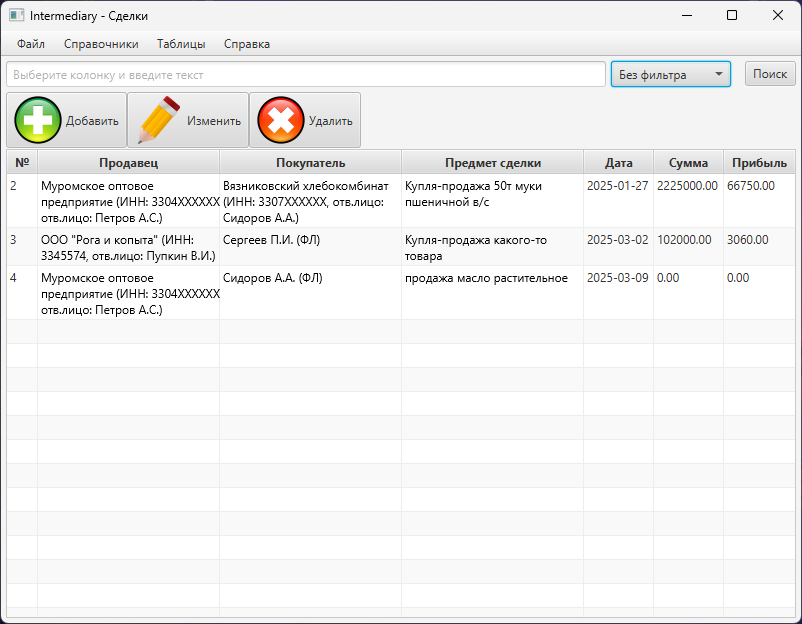 Intermediary - Сделки
Файл Справочники Таблицы Справка
Выберите колонку и введите текст Без фильтра Поиск
Добавить Изменить Удалить
№ Продавец Покупатель Предмет сделки Дата Сумма Прибыль
2 Муромское оптовое Вязниковский хлебокомбинат Купля-продажа 50т муки 2025-01-27 2225000.00 66750.00
предприятие (ИНН: 3304XXXXXX (ИНН: 3307XXXXXX, отв.лицо: пшеничной в/с
отв.лицо: Петров А.С.) Сидоров А.А.)
3 ООО "Рога и копыта" (ИНН: Сергеев П.И. (ФЛ) Купля-продажа какого-то 2025-03-02 102000.00 3060.00
3345574, отв.лицо: Пупкин В.И.) товара
4 Муромское оптовое Сидоров А.А. (ФЛ) продажа масло растительное 2025-03-09 0.00 0.00
предприятие (ИНН: 3304XXXXXX
отв.лицо: Петров А.С.)